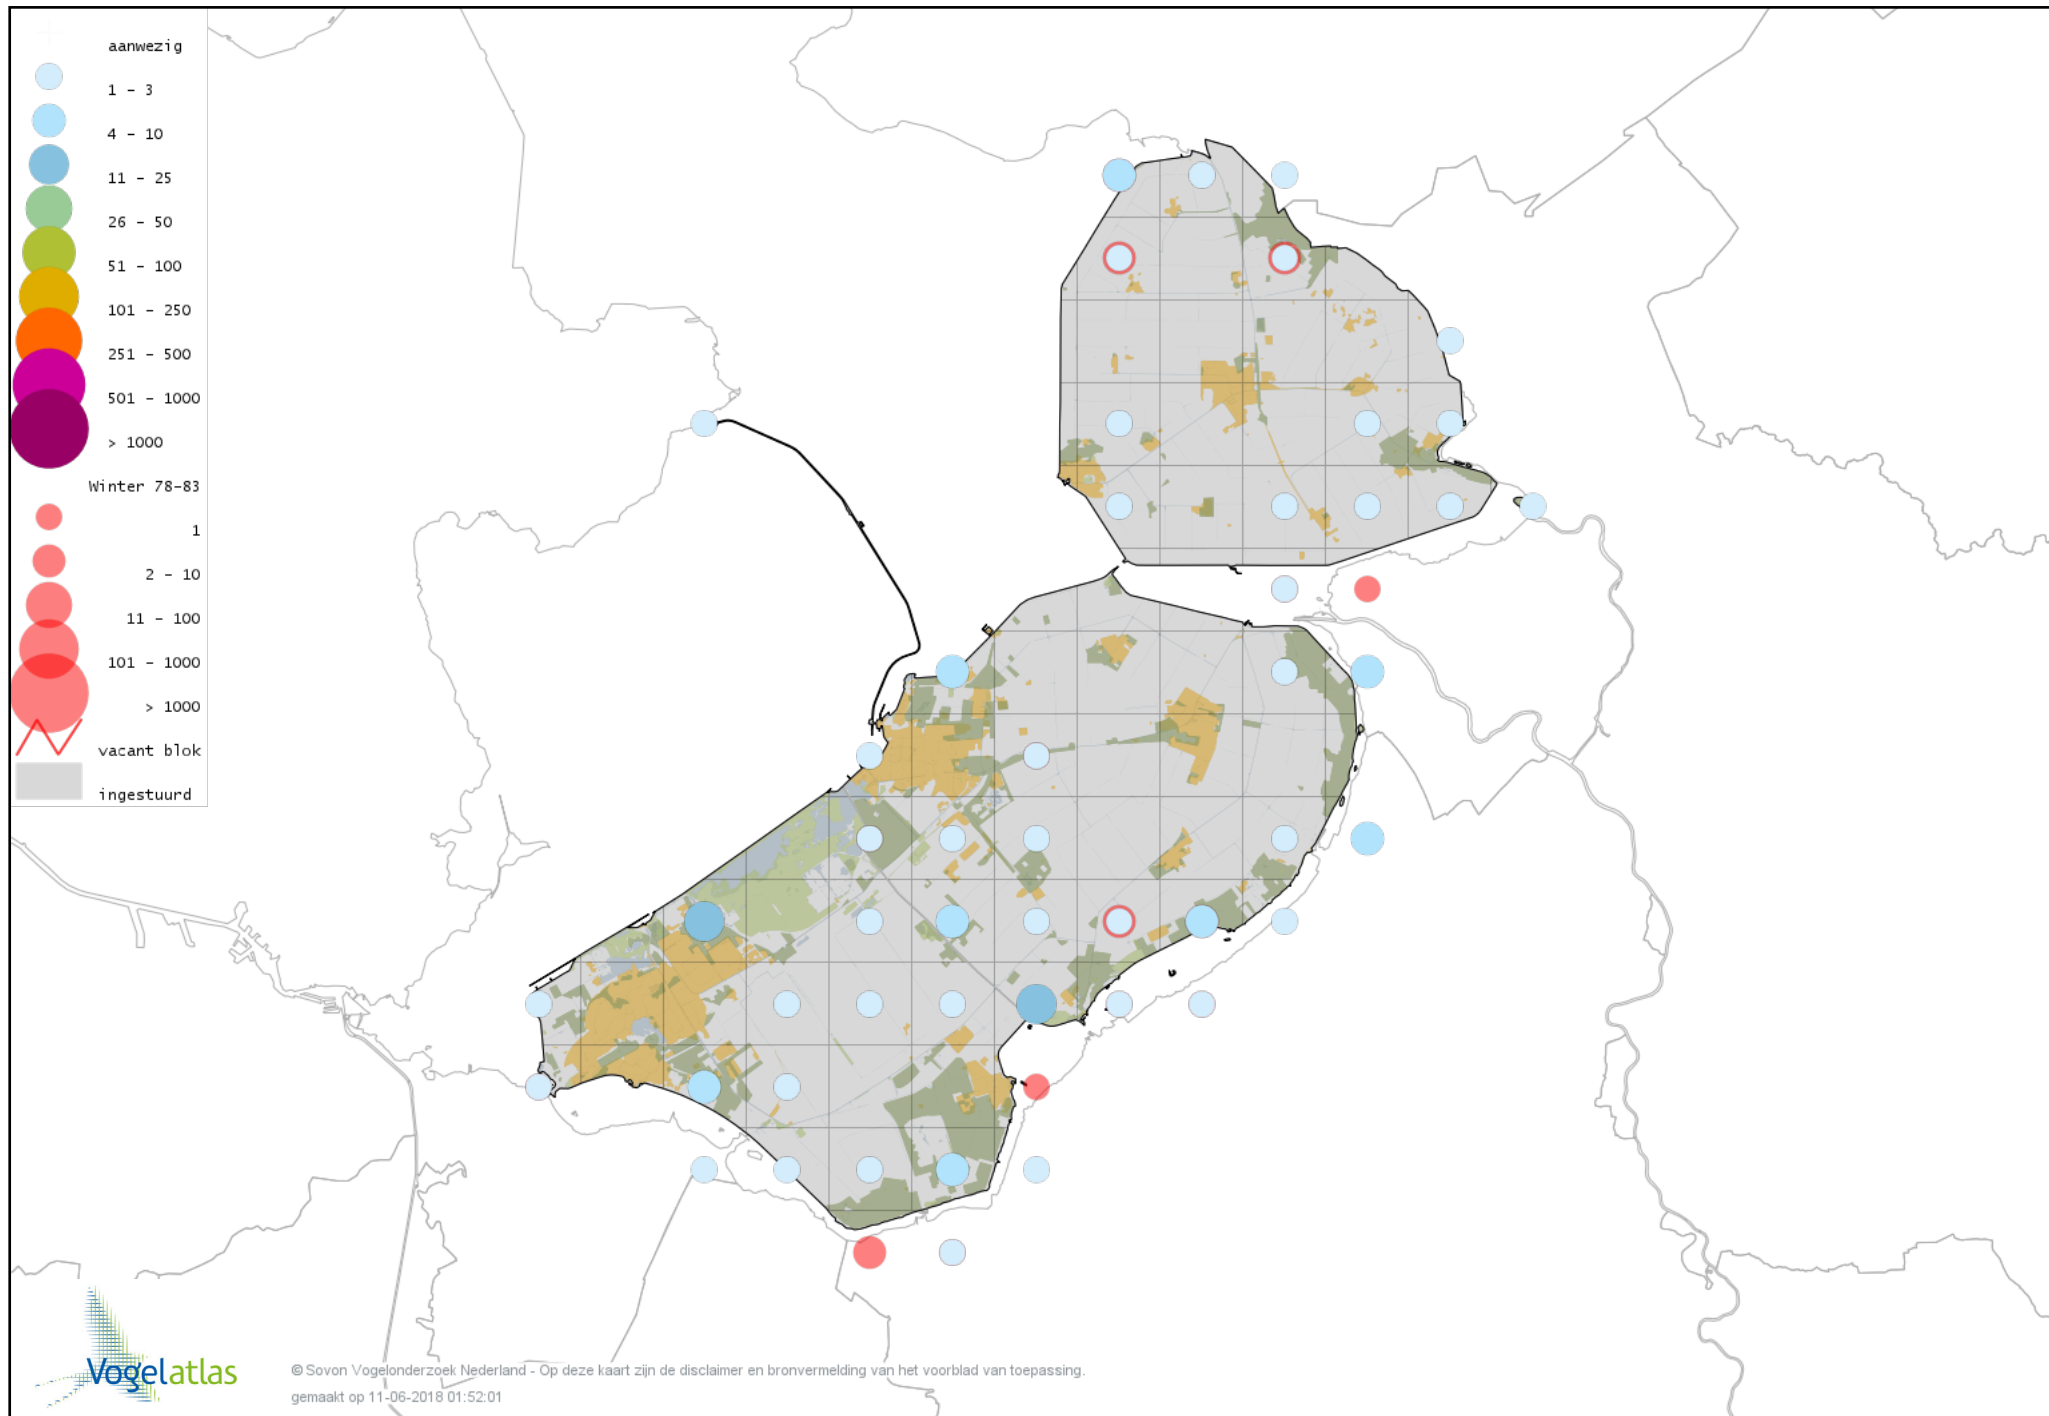 aanwezig
1 - 3
4 - 10
11 - 25
26 - 50
51 - 100
101 - 250
251 - 500
501 - 1000
> 1000
Winter 78-83
1
2 - 10
11 - 100
101 - 1000
> 1000
vacant blok
ingestuurd
Vogelatlas
© Sovon Vogelonderzoek Nederland - Op deze kaart zijn de disclaimer en bronvermelding van het voorblad van toepassing.
gemaakt op 11-06-2018 01:52:01